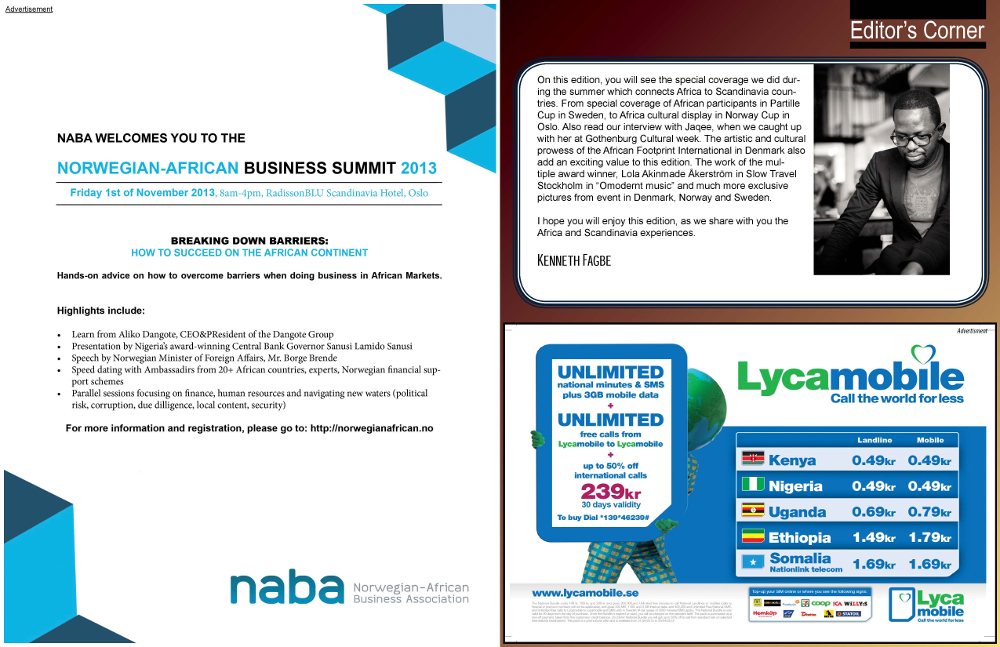 Advertisement
NABA WELCOMES YOU TO THE
NORWEGIAN-AFRICAN BUSINESS SUMMIT 2013
Friday 1st of November 2013, 8am-4pm, RadissonBLU Scandinavia Hotel, Oslo
BREAKING DOWN BARRIERS:
HOW TO SUCCEED ON THE AFRICAN CONTINENT
Hands-on advice on how to overcome barriers when doing business in African Markets.
Highlights include:
• Learn from Aliko Dangote, CEO&PResident of the Dangote Group
• Presentation by Nigeria's award-winning Central Bank Governor Sanusi Lamido Sanusi
• Speech by Norwegian Minister of Foreign Affairs, Mr. Borge Brende
• Speed dating with Ambassadirs from 20+ African countries, experts, Norwegian financial sup-
port schemes
• Parallel sessions focusing on finance, human resources and navigating new waters (political
risk, corruption, due dilligence, local content, security)
For more information and registration, please go to: http://norwegianafrican.no
naba Norwegian-African
Business Association
Editor's Corner
On this edition, you will see the special coverage we did dur-
ing the summer which connects Africa to Scandinavia coun-
tries. From special coverage of African participants in Partille
Cup in Sweden, to Africa cultural display in Norway Cup in
Oslo. Also read our interview with Jaqee, when we caught up
with her at Gothenburg Cultural week. The artistic and cultural
prowess of the African Footprint International in Denmark also
add an exciting value to this edition. The work of the mul-
tiple award winner, Lola Akinmade Åkerström in Slow Travel
Stockholm in "Omodernt music" and much more exclusive
pictures from event in Denmark, Norway and Sweden.
I hope you will enjoy this edition, as we share with you the
Africa and Scandinavia experiences.
KENNETH FAGBE
Advertisment
UNLIMITED
national minutes & SMS
plus 3GB mobile data
+
UNLIMITED
free calls from
Lycamobile to Lycamobile
+
up to 50% off
international calls
239kr
30 days validity
To buy Dial *139*46239#
Lycamobile
Call the world for less
Landline Mobile
Kenya 0.49kr 0.49kr
Nigeria 0.49kr 0.49kr
Uganda 0.69kr 0.79kr
Ethiopia 1.49kr 1.79kr
Somalia
Nationlink telecom 1.69kr 1.69kr
www.lycamobile.se
Top-up your SIM online or where you see the following signs
coop ICA WILLY:S
Hemköp
Lyca
mobile
Call the world for less